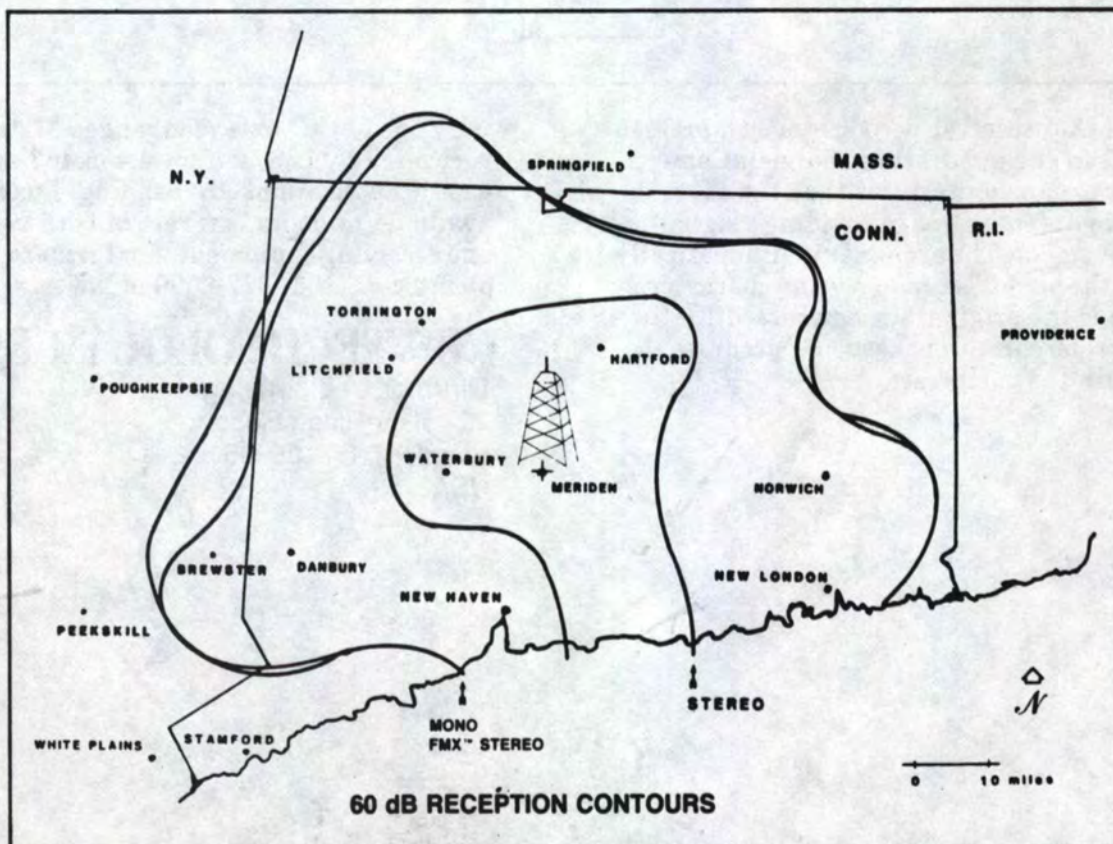 SPRINGFIELD
N.Y.
MASS.
CONN.
R.I.
TORRINGTON
PROVIDENCE
LITCHFIELD
HARTFORD
POUGHKEEPSIE
WATERBURY
MERIDEN
NORWICH
BREWSTER
DANBURY
NEW LONDON
NEW HAVEN
PEEKSKILL
STEREO
N
MONO
FMX™ STEREO
STAMFORD
WHITE PLAINS
0 10 miles
60 dB RECEPTION CONTOURS